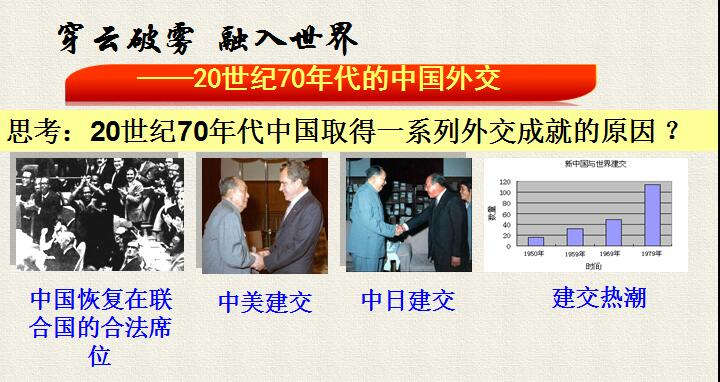 穿云破雾 融入世界
——20世纪70年代的中国外交
思考：20世纪70年代中国取得一系列外交成就的原因？
新中国与世界建交
数量
120
100
80
60
40
20
0
1950年 1959年 1969年 1979年
时间
中国恢复在联
合国的合法席
位
中美建交
中日建交
建交热潮